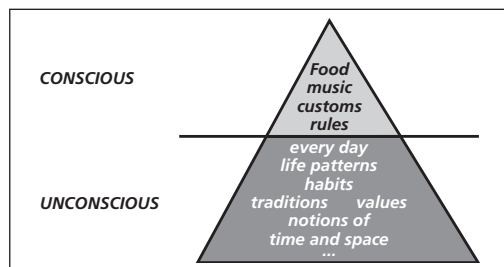 CONSCIOUS
Food
music
customs
rules
UNCONSCIOUS
every day
life patterns
habits
traditions values
notions of
time and space
...